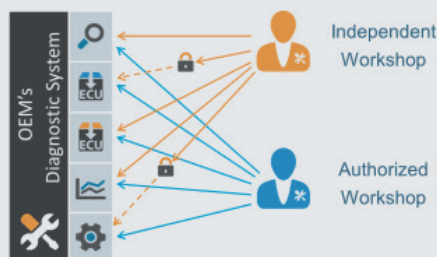 OEM's
Diagnostic System
ECU
ECU
Independent
Workshop
Authorized
Workshop